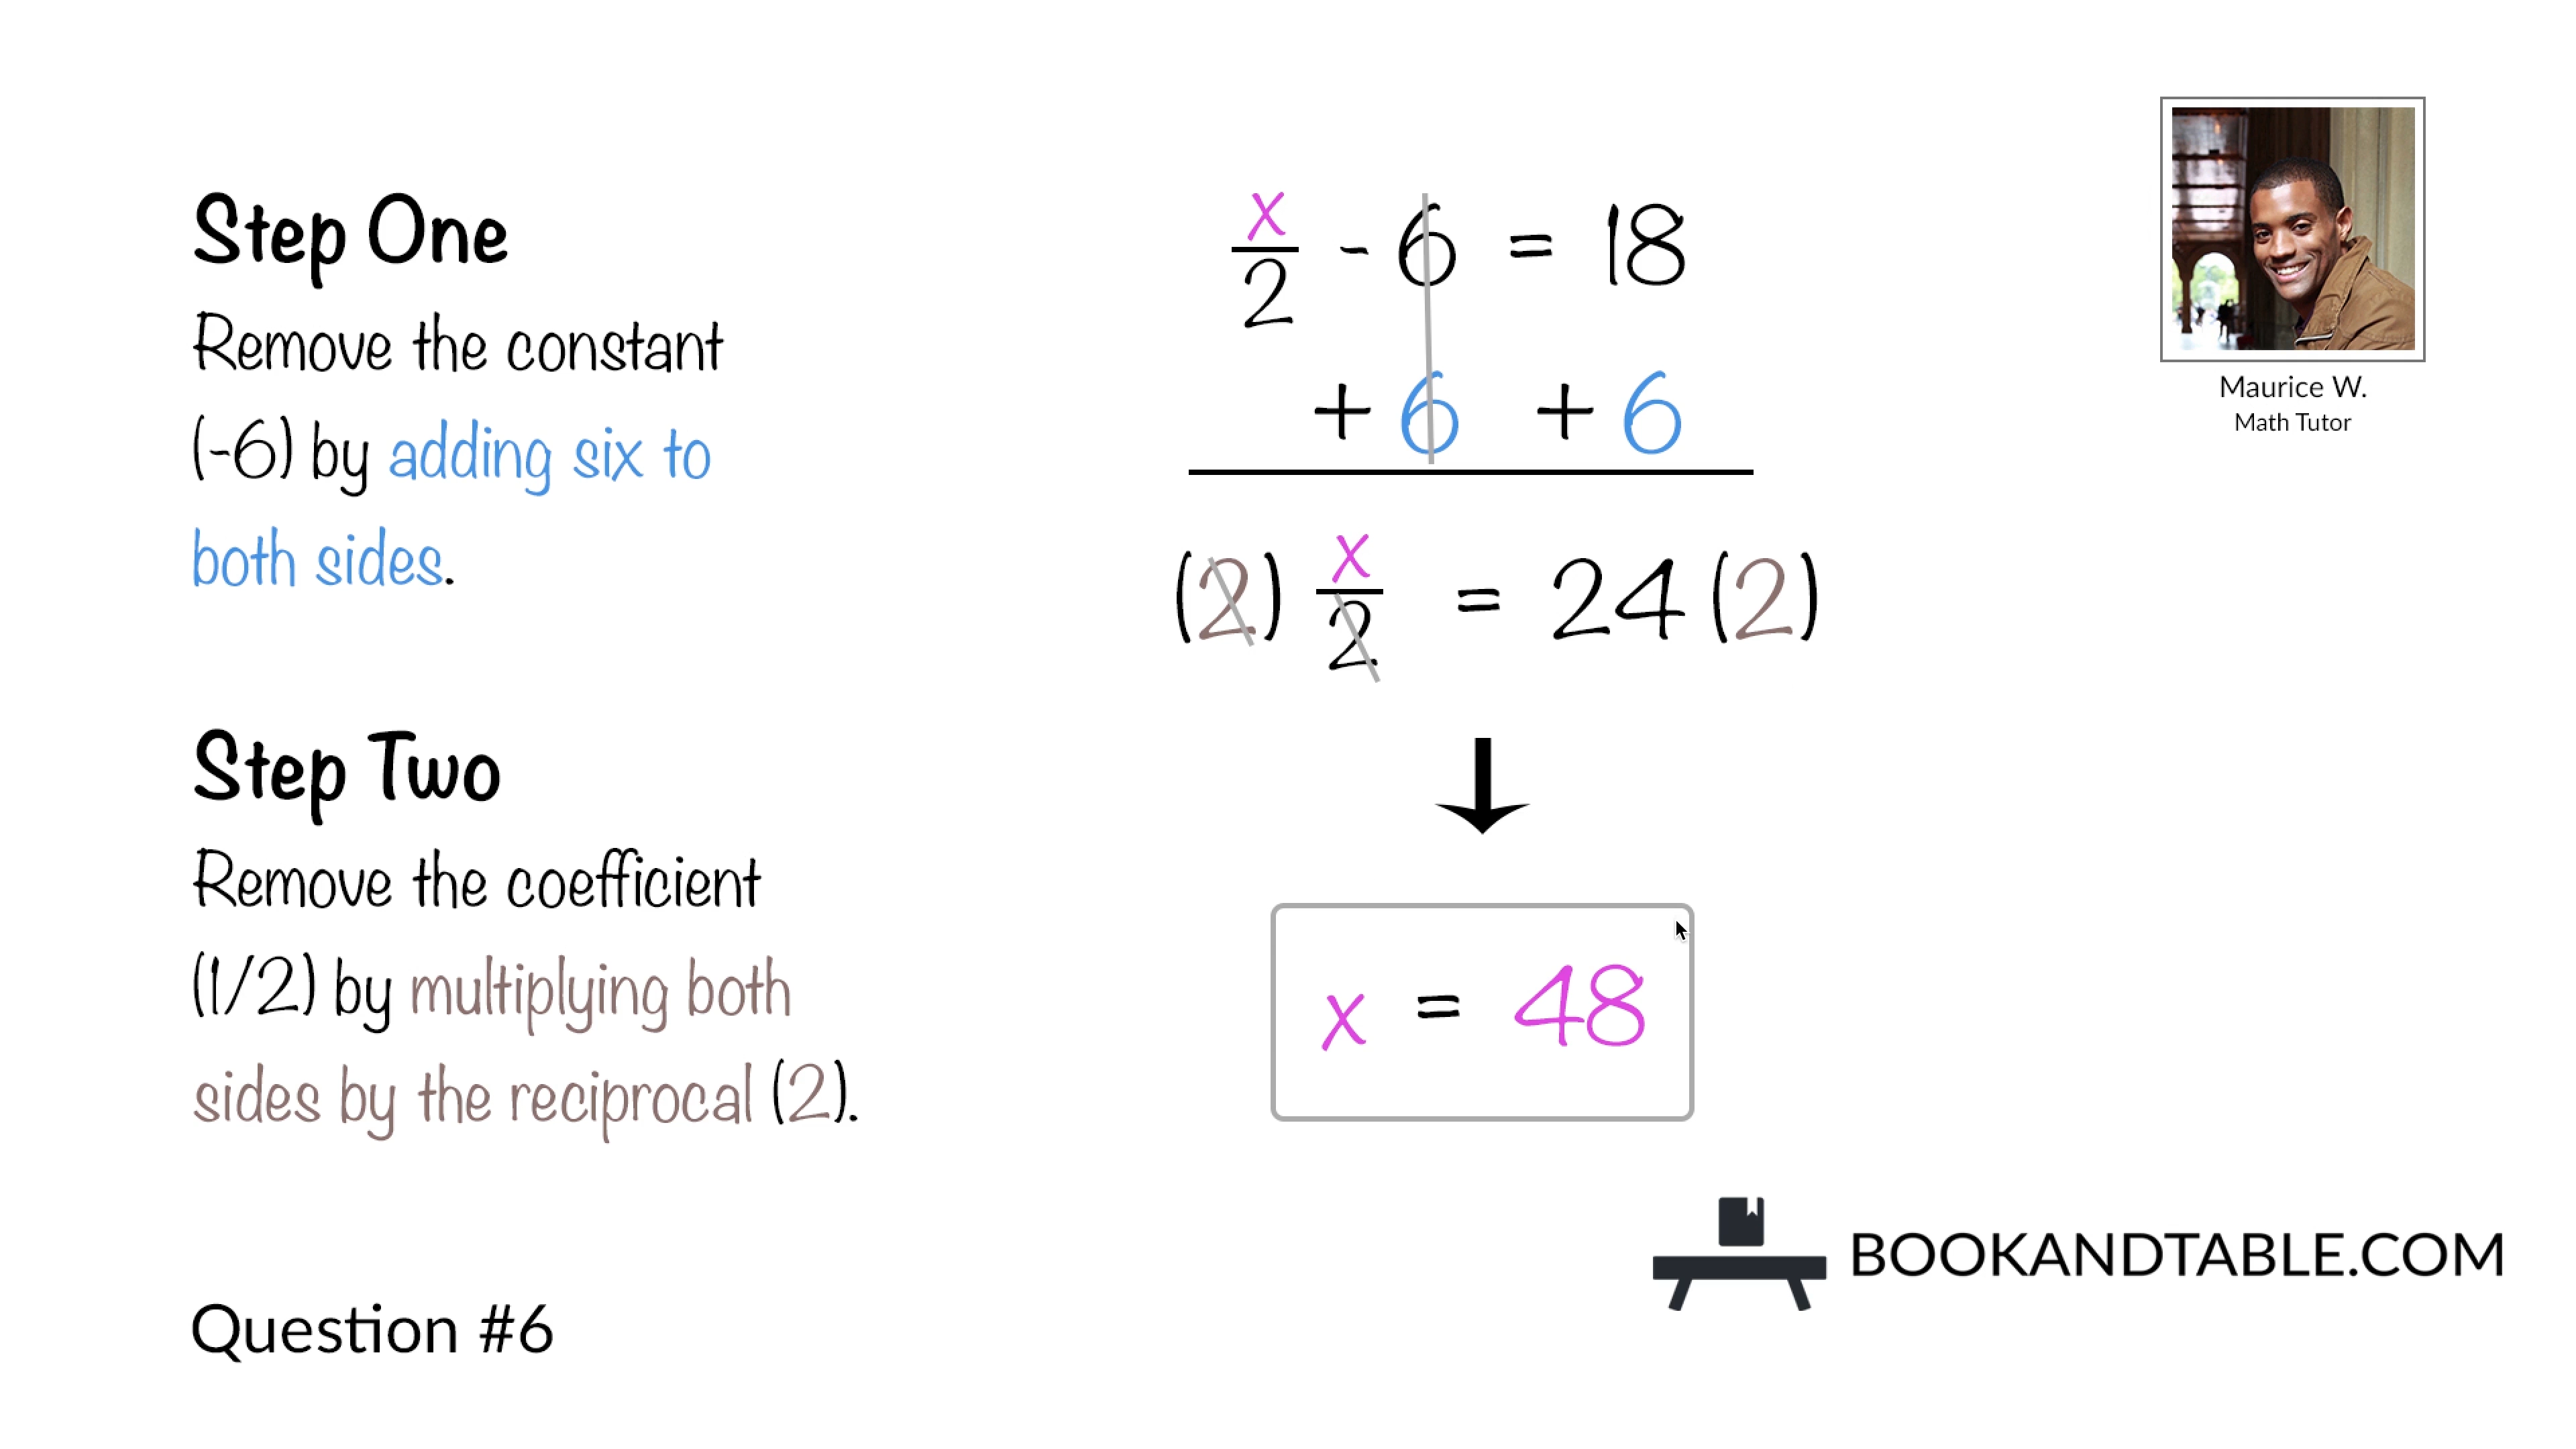 Step One
Remove the constant
(-6) by adding six to
both sides.
Step Two
Remove the coefficient
(1/2) by multiplying both
sides by the reciprocal (2).
Question #6
x
— - 6 = 18
2
+ 6 + 6
(2) x/2 = 24 (2)
↓
x = 48
Maurice W.
Math Tutor
BOOKANDTABLE.COM